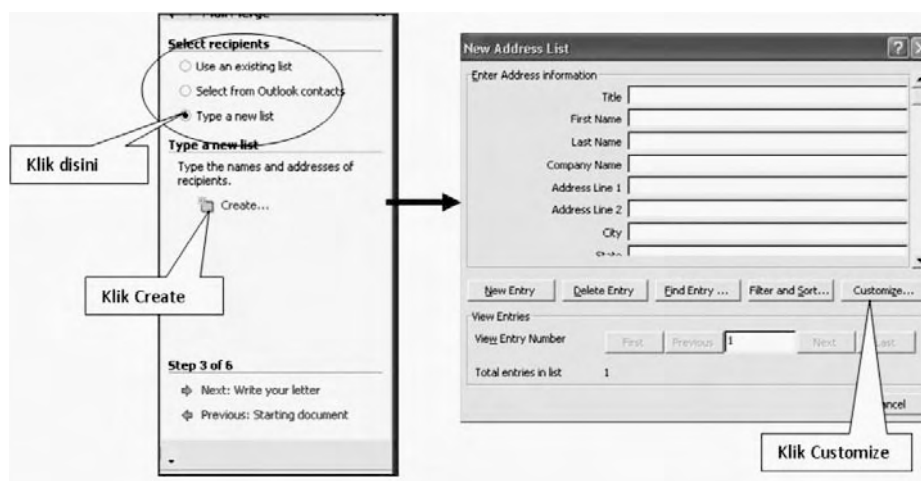 Mail Merge
Select recipients
Use an existing list
Select from Outlook contacts
Type a new list
Klik disini
Type a new list
Type the names and addresses of
recipients.
Create...
Klik Create
Step 3 of 6
Next: Write your letter
Previous: Starting document
New Address List
Enter Address information
Title
First Name
Last Name
Company Name
Address Line 1
Address Line 2
City
State
New Entry
Delete Entry
Find Entry ...
Filter and Sort...
Customize...
View Entries
View Entry Number
First
Previous
1
Next
Last
Total entries in list
1
ancel
Klik Customize